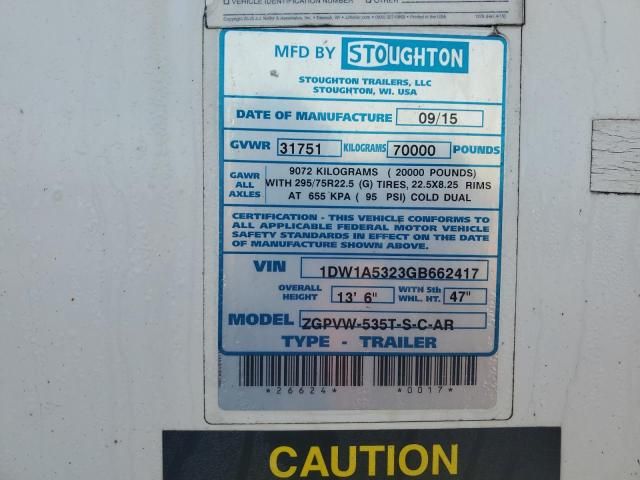 VEHICLE IDENTIFICATION NUMBER
MFD BY STOUGHTON
STOUGHTON TRAILERS, LLC
STOUGHTON, WI. USA
DATE OF MANUFACTURE 09/15
GVWR 31751 KILOGRAMS 70000 POUNDS
GAWR ALL AXLES
9072 KILOGRAMS ( 20000 POUNDS)
WITH 295/75R22.5 (G) TIRES, 22.5X8.25 RIMS
AT 655 KPA ( 95 PSI) COLD DUAL
CERTIFICATION - THIS VEHICLE CONFORMS TO
ALL APPLICABLE FEDERAL MOTOR VEHICLE
SAFETY STANDARDS IN EFFECT ON THE DATE
OF MANUFACTURE SHOWN ABOVE.
VIN 1DW1A5323GB662417
OVERALL HEIGHT 13' 6" WITH 5th WHL. HT. 47"
MODEL ZGPVW-535T-S-C-AR
TYPE - TRAILER
*26624* *0017*
CAUTION